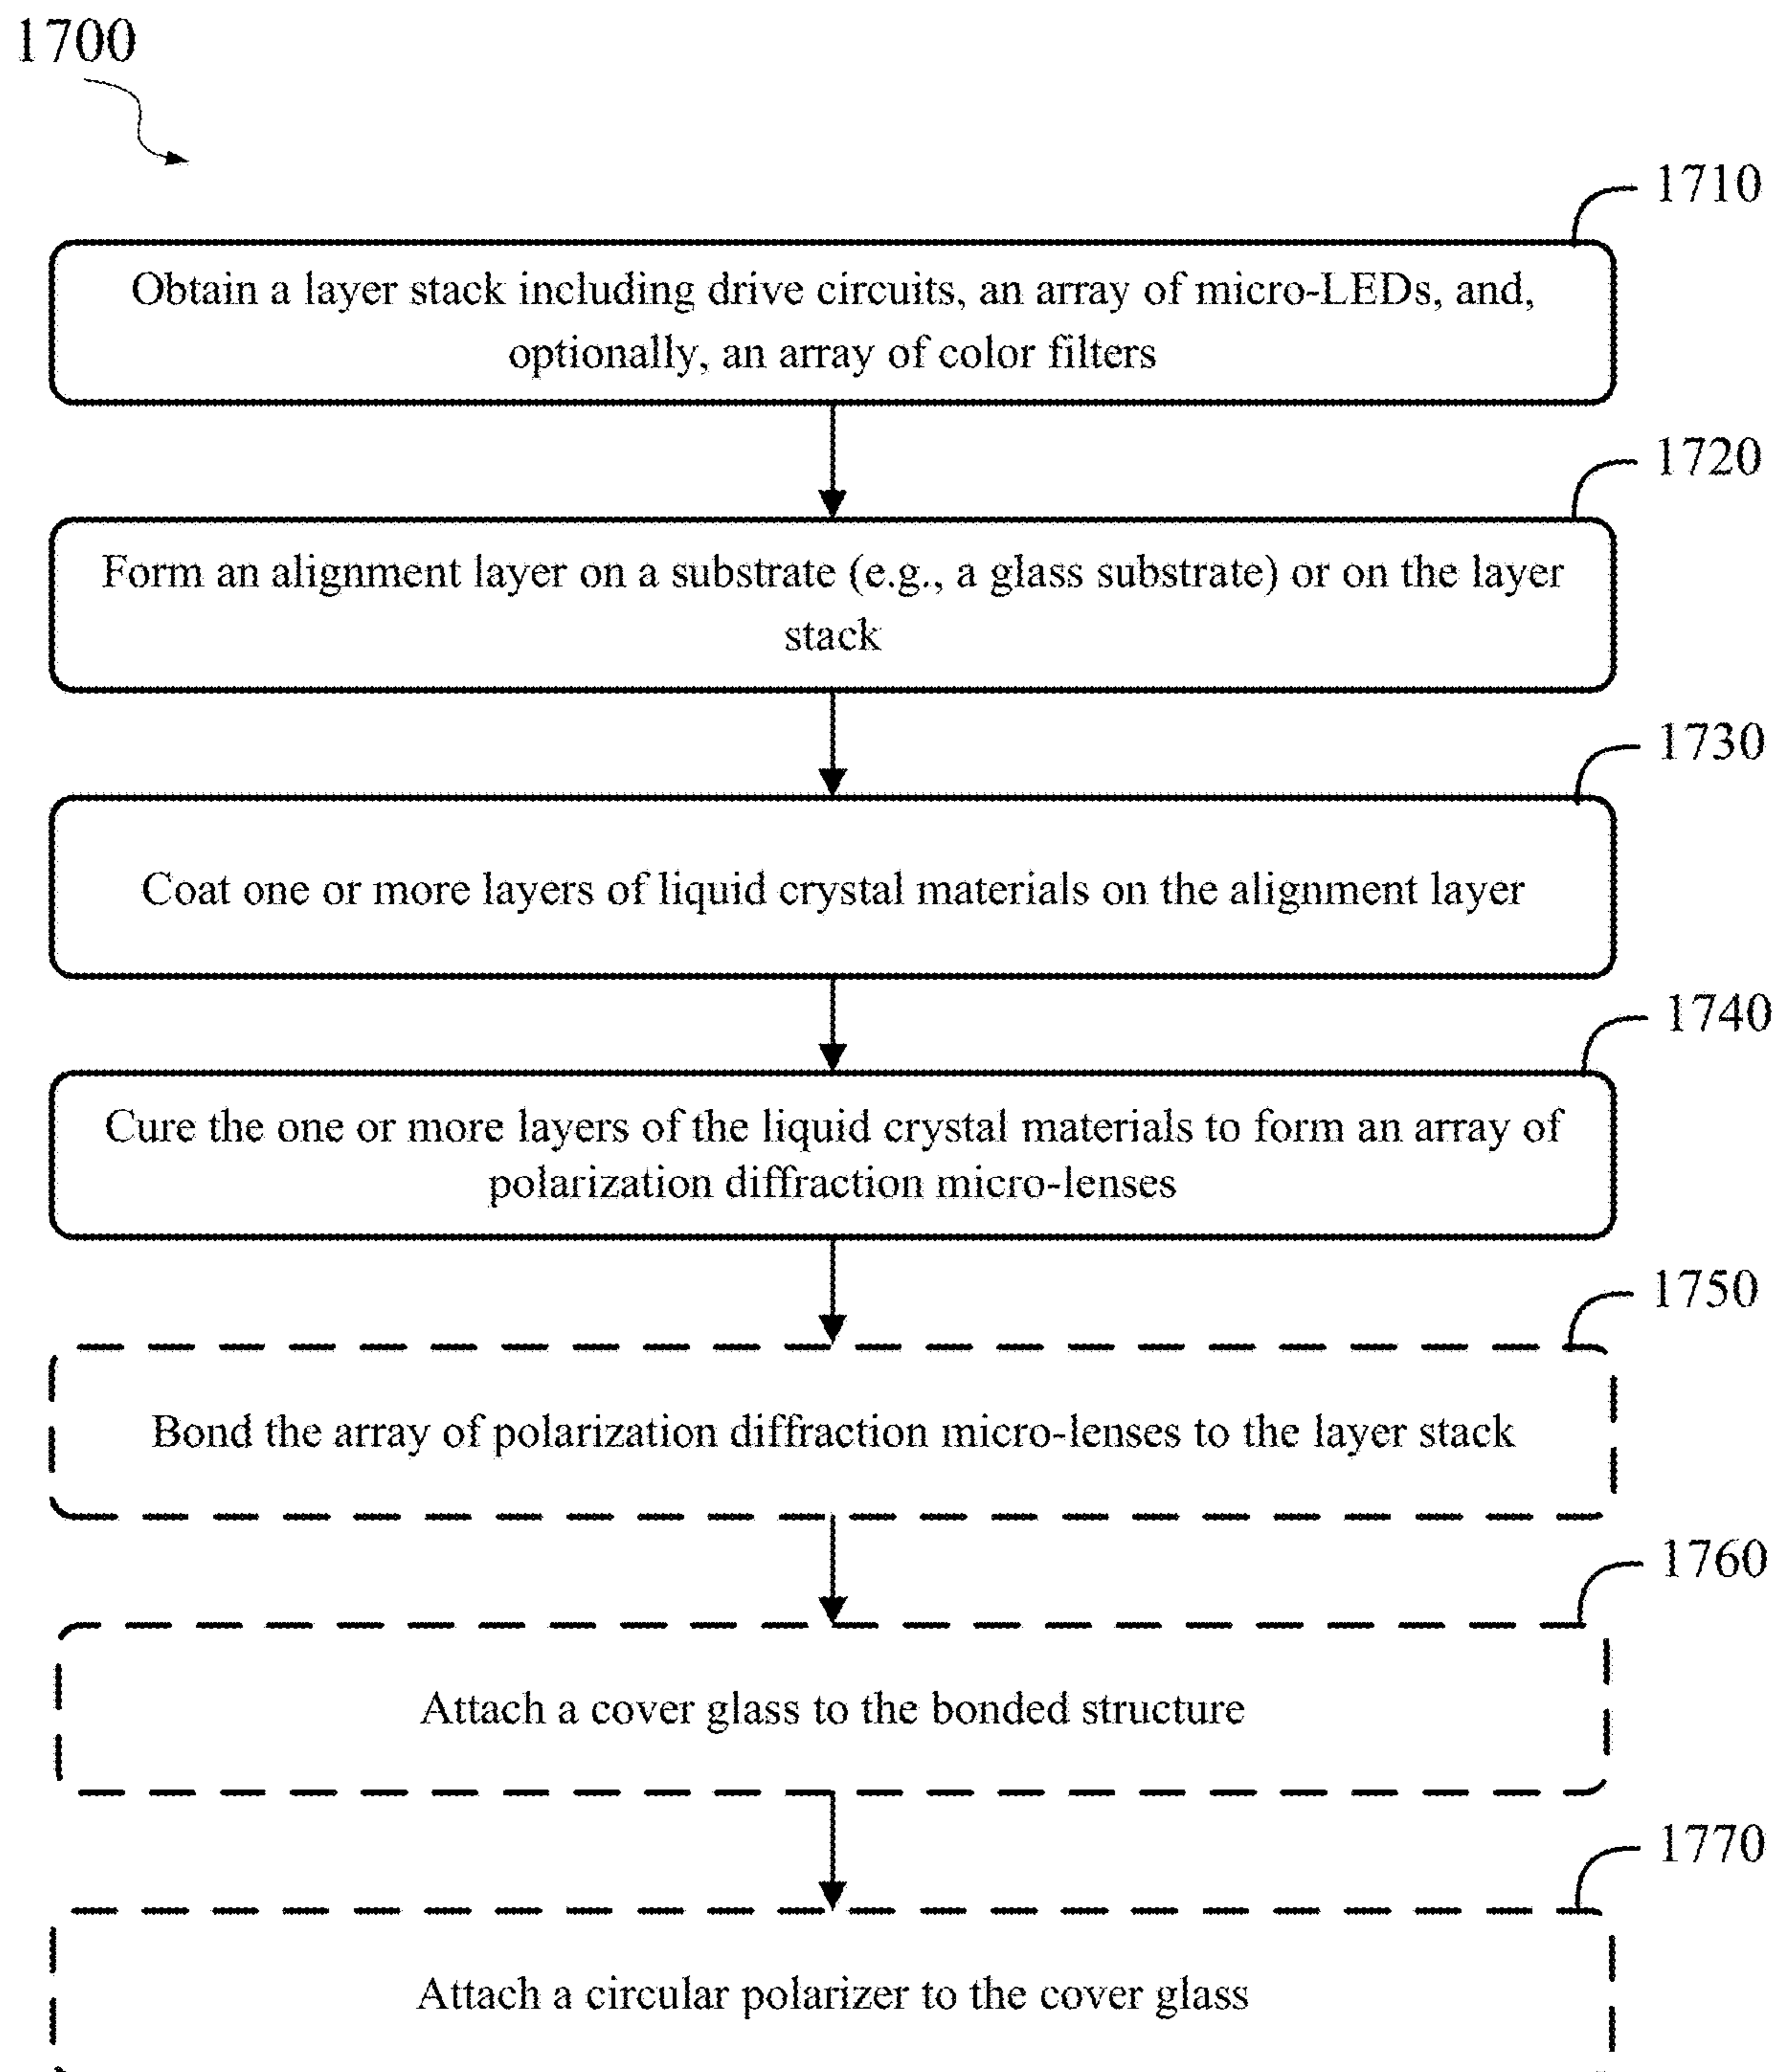 1700
1710
Obtain a layer stack including drive circuits, an array of micro-LEDs, and,
optionally, an array of color filters
1720
Form an alignment layer on a substrate (e.g., a glass substrate) or on the layer
stack
1730
Coat one or more layers of liquid crystal materials on the alignment layer
1740
Cure the one or more layers of the liquid crystal materials to form an array of
polarization diffraction micro-lenses
1750
Bond the array of polarization diffraction micro-lenses to the layer stack
1760
Attach a cover glass to the bonded structure
1770
Attach a circular polarizer to the cover glass